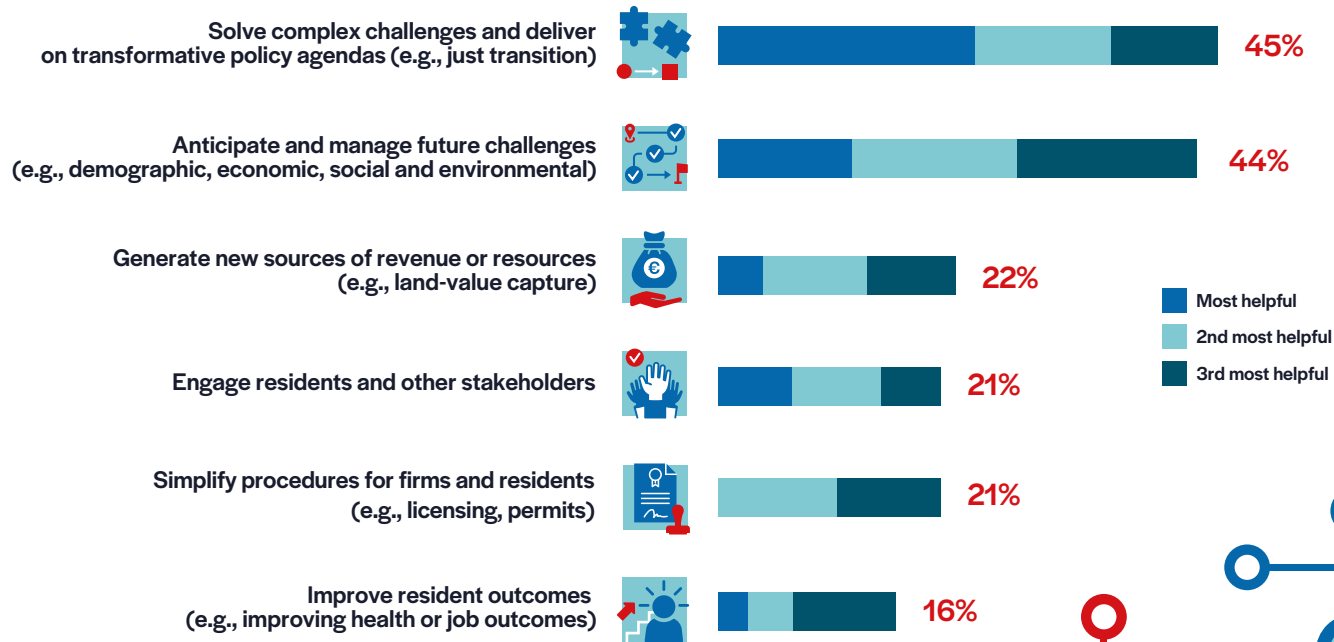 Solve complex challenges and deliver
on transformative policy agendas (e.g., just transition)
45%
Anticipate and manage future challenges
(e.g., demographic, economic, social and environmental)
44%
Generate new sources of revenue or resources
(e.g., land-value capture)
€
22%
Most helpful
2nd most helpful
3rd most helpful
Engage residents and other stakeholders
21%
Simplify procedures for firms and residents
(e.g., licensing, permits)
21%
Improve resident outcomes
(e.g., improving health or job outcomes)
16%